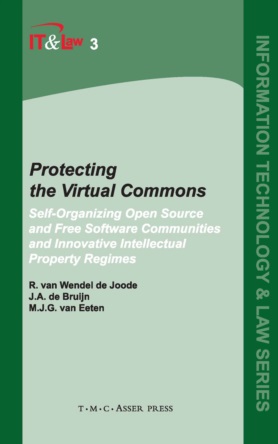 IT&Law 3
INFORMATION TECHNOLOGY & LAW SERIES
Protecting
the Virtual Commons
Self-Organizing Open Source
and Free Software Communities
and Innovative Intellectual
Property Regimes
R. van Wendel de Joode
J.A. de Bruijn
M.J.G. van Eeten
T·M·C·ASSER PRESS